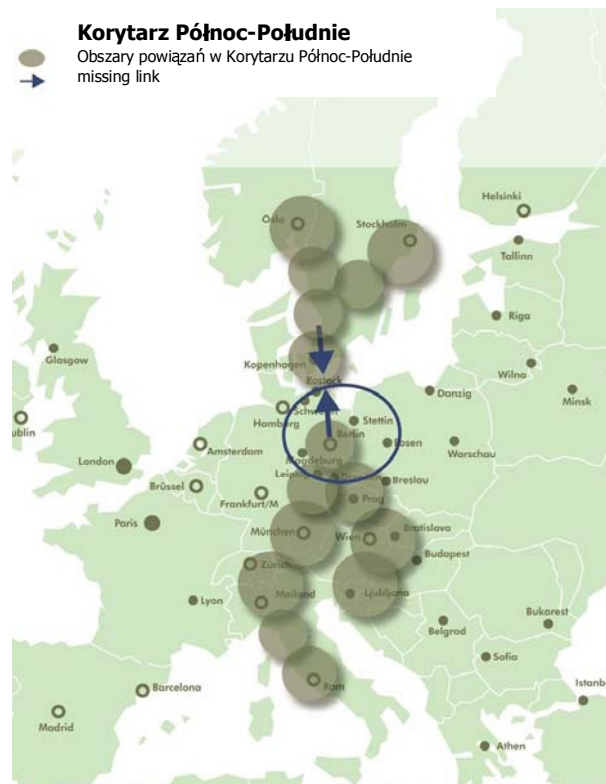 Korytarz Północ-Południe
Obszary powiązań w Korytarzu Północ-Południe
missing link
Helsinki
Oslo
Stockholm
Tallinn
Riga
Glasgow
Kopenhagen
Wilna
Rostock
Minsk
Danzig
Schwerin
Hamburg
Stettin
Berlin
Posen
Amsterdam
Warschau
Magdeburg
London
Leipzig
Dresden
Breslau
Brüssel
Frankfurt/M
Prag
Paris
München
Wien
Bratislava
Budapest
Zürich
Lyon
Mailand
Ljubljana
Bukarest
Belgrad
Sofia
Barcelona
Rom
Istanb
Madrid
Athen